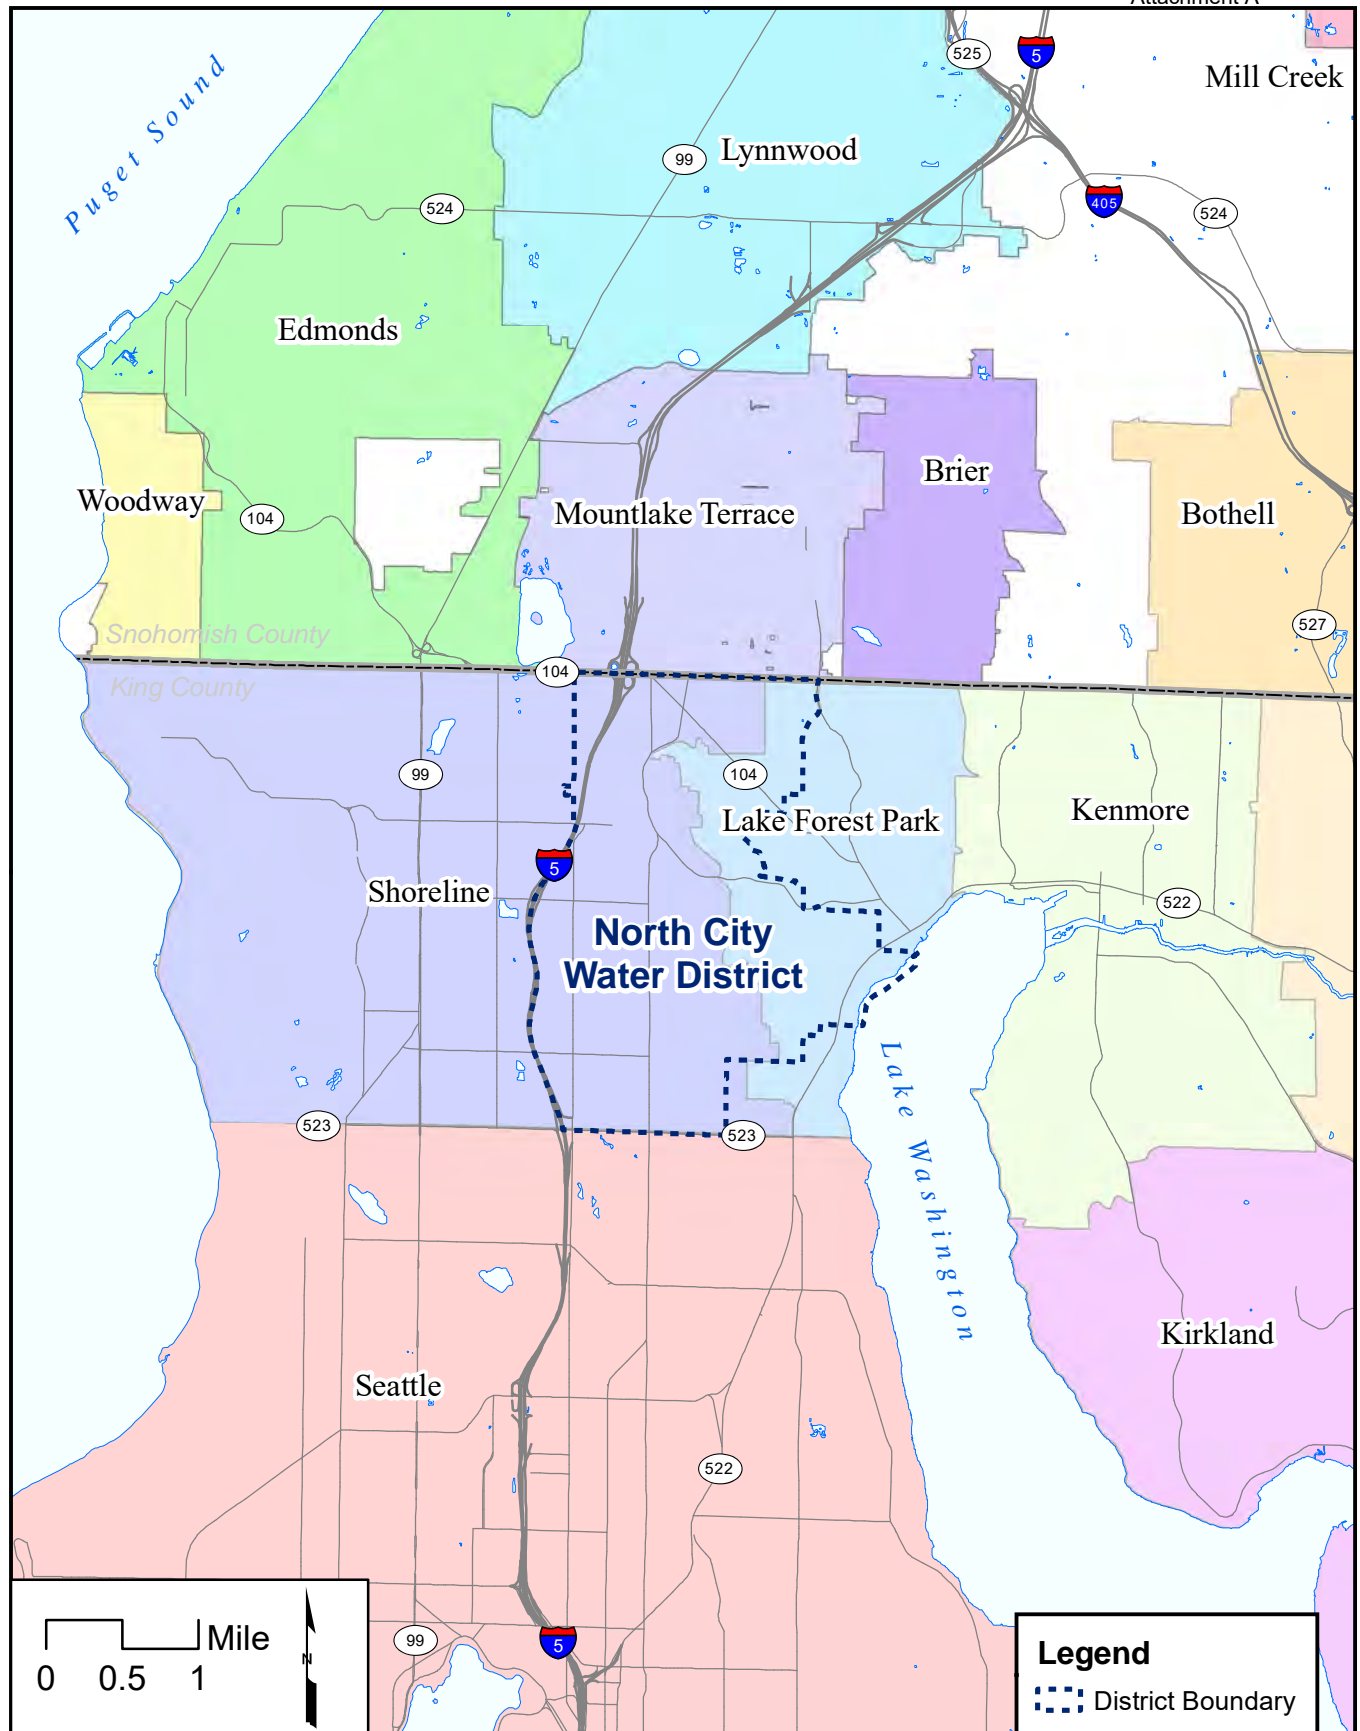 Attachment A
525
5
Mill Creek
Puget Sound
99
Lynnwood
524
405
524
Edmonds
Brier
Woodway
104
Mountlake Terrace
Bothell
527
Snohomish County
104
King County
99
104
Lake Forest Park
Kenmore
5
Shoreline
522
North City
Water District
Lake Washington
523
523
Kirkland
Seattle
522
99
5
Mile
0 0.5 1
N
Legend
District Boundary